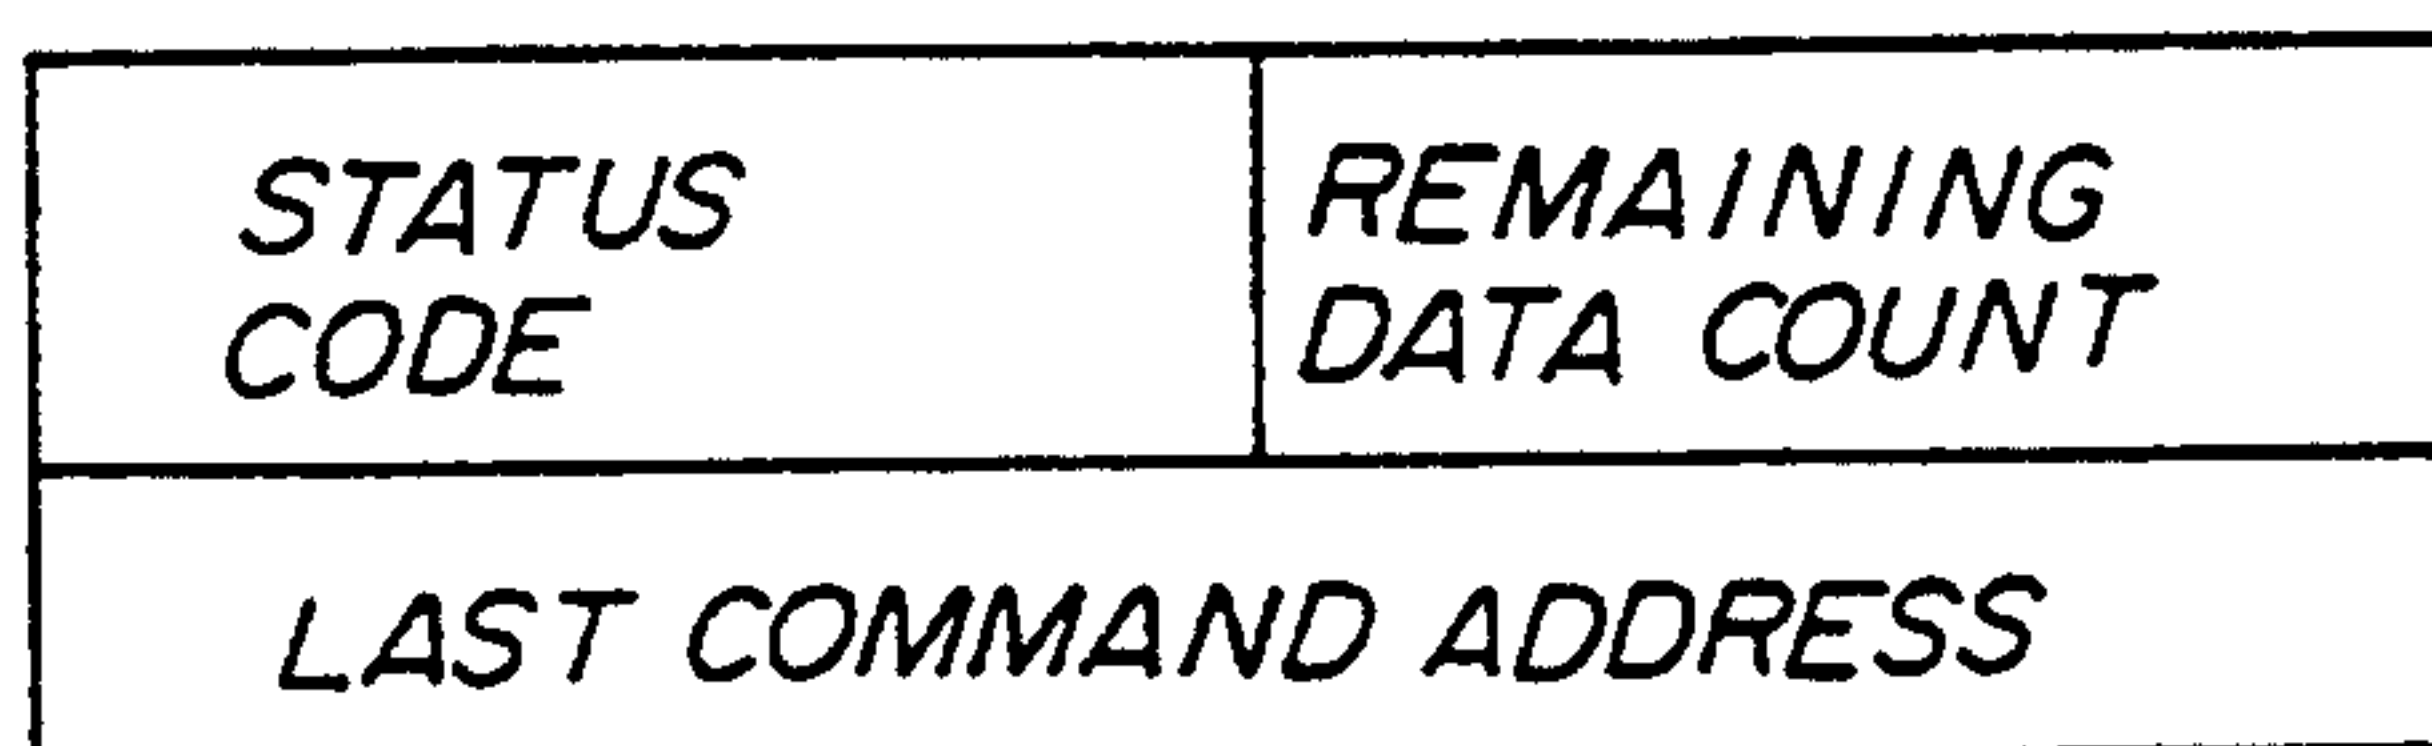 STATUS
CODE
REMAINING
DATA COUNT
LAST COMMAND ADDRESS